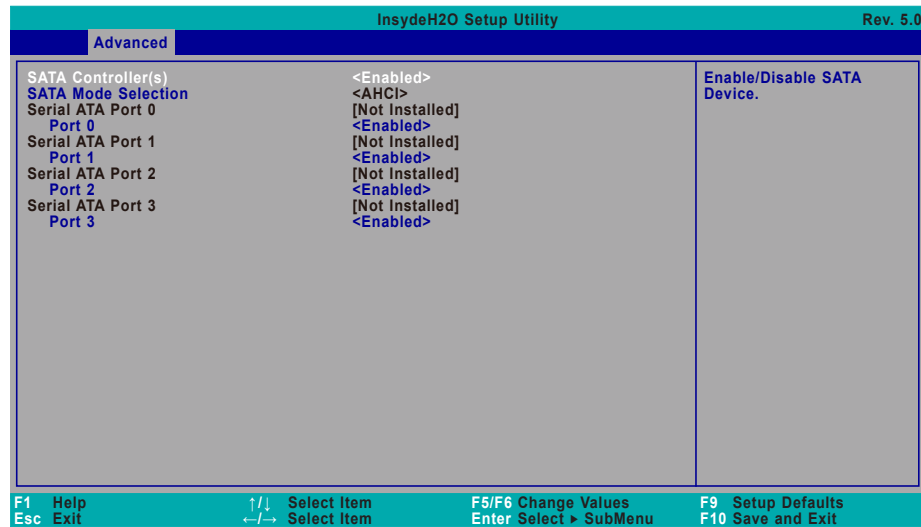 InsydeH2O Setup Utility Rev. 5.0
Advanced
SATA Controller(s) <Enabled> Enable/Disable SATA
SATA Mode Selection <AHCI> Device.
Serial ATA Port 0 [Not Installed]
Port 0 <Enabled>
Serial ATA Port 1 [Not Installed]
Port 1 <Enabled>
Serial ATA Port 2 [Not Installed]
Port 2 <Enabled>
Serial ATA Port 3 [Not Installed]
Port 3 <Enabled>
F1 Help ↑/↓ Select Item F5/F6 Change Values F9 Setup Defaults
Esc Exit ←/→ Select Item Enter Select ▶ SubMenu F10 Save and Exit